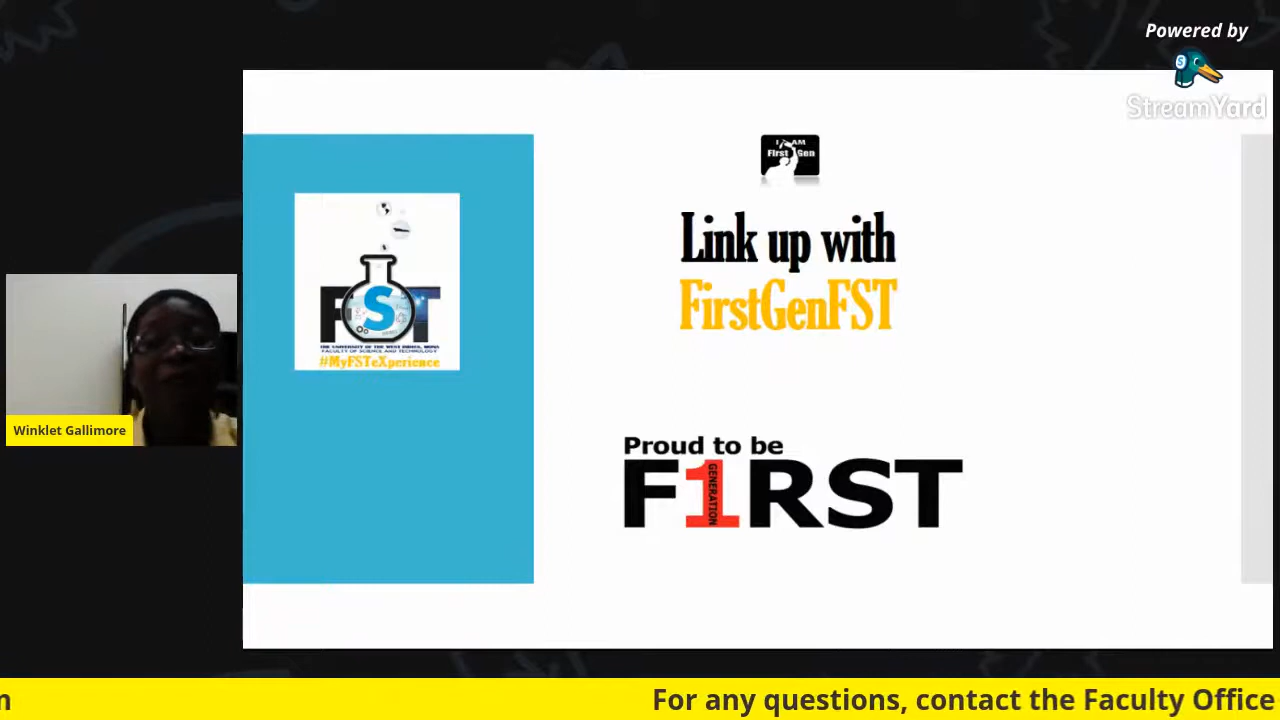 Powered by
StreamYard
I AM
First Gen
Link up with
FirstGenFST
FST
THE UNIVERSITY OF THE WEST INDIES, MONA
FACULTY OF SCIENCE AND TECHNOLOGY
#MyFSTeXperience
Winklet Gallimore
Proud to be
F1RST
GENERATION
For any questions, contact the Faculty Office